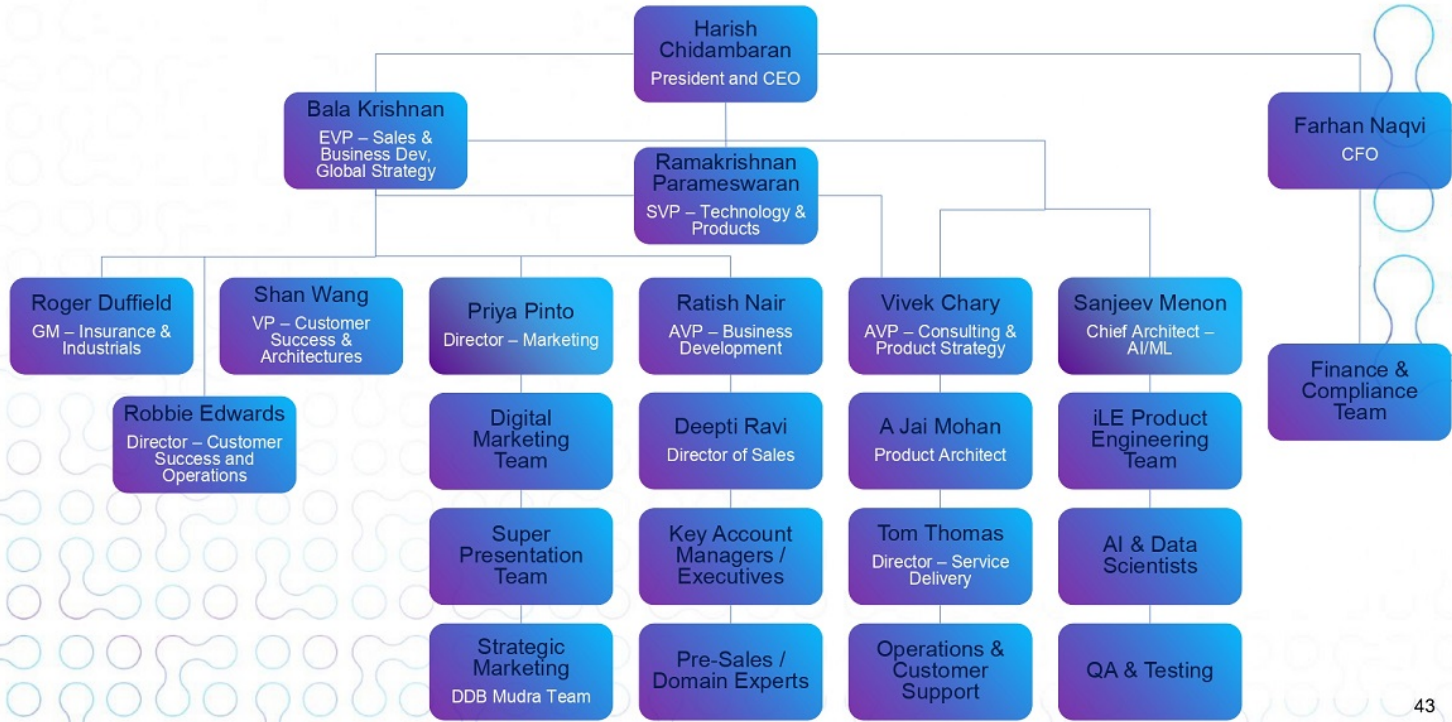 Harish
Chidambaran
President and CEO
Bala Krishnan
EVP – Sales &
Business Dev,
Global Strategy
Farhan Naqvi
CFO
Ramakrishnan
Parameswaran
SVP – Technology &
Products
Roger Duffield
GM – Insurance &
Industrials
Shan Wang
VP – Customer
Success &
Architectures
Priya Pinto
Director – Marketing
Ratish Nair
AVP – Business
Development
Vivek Chary
AVP – Consulting &
Product Strategy
Sanjeev Menon
Chief Architect –
AI/ML
Finance &
Compliance
Team
Robbie Edwards
Director – Customer
Success and
Operations
Digital
Marketing
Team
Deepti Ravi
Director of Sales
A Jai Mohan
Product Architect
iLE Product
Engineering
Team
Super
Presentation
Team
Key Account
Managers /
Executives
Tom Thomas
Director – Service
Delivery
AI & Data
Scientists
Strategic
Marketing
DDB Mudra Team
Pre-Sales /
Domain Experts
Operations &
Customer
Support
QA & Testing
43